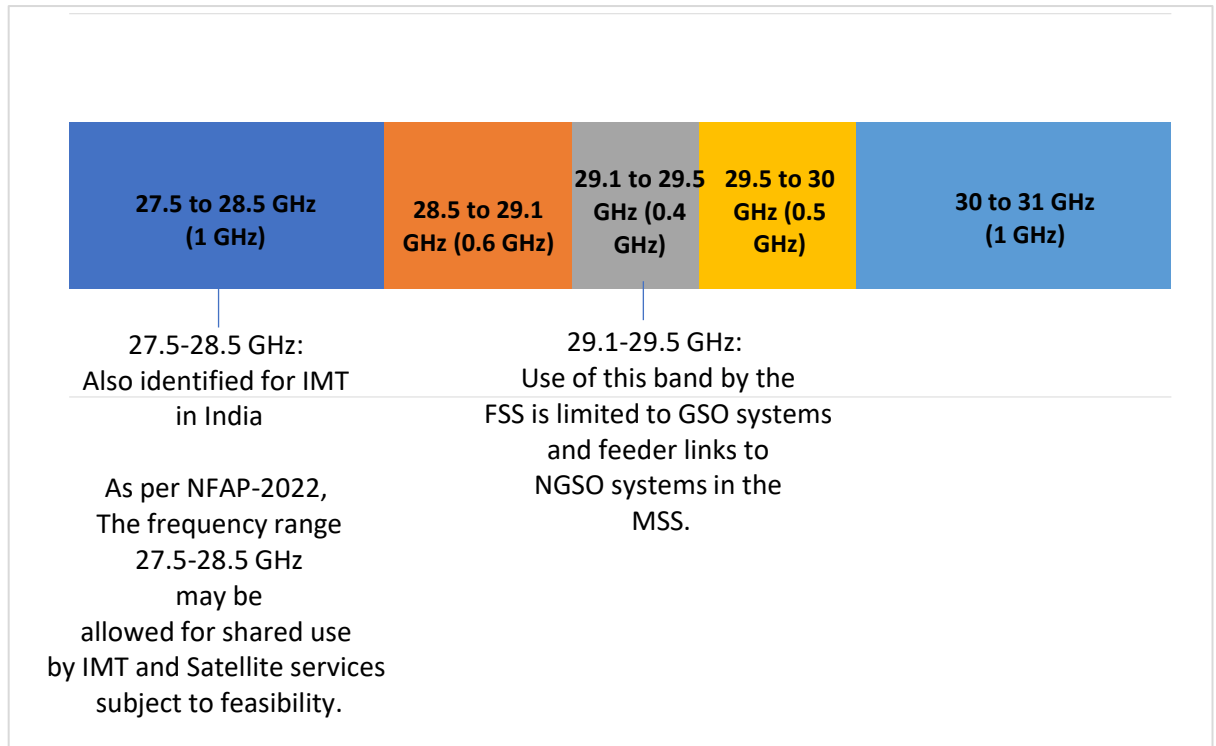 27.5 to 28.5 GHz
(1 GHz)
28.5 to 29.1
GHz (0.6 GHz)
29.1 to 29.5
GHz (0.4
GHz)
29.5 to 30
GHz (0.5
GHz)
30 to 31 GHz
(1 GHz)
27.5-28.5 GHz:
Also identified for IMT
in India
As per NFAP-2022,
The frequency range
27.5-28.5 GHz
may be
allowed for shared use
by IMT and Satellite services
subject to feasibility.
29.1-29.5 GHz:
Use of this band by the
FSS is limited to GSO systems
and feeder links to
NGSO systems in the
MSS.